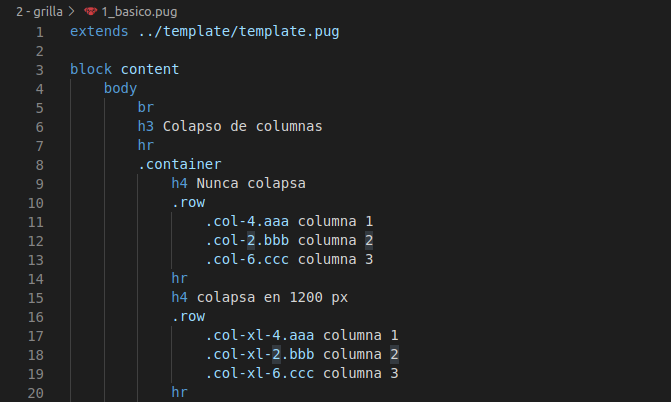 2 - grilla > 1_basico.pug
1 extends ../template/template.pug
2
3 block content
4 body
5 br
6 h3 Colapso de columnas
7 hr
8 .container
9 h4 Nunca colapsa
10 .row
11 .col-4.aaa columna 1
12 .col-2.bbb columna 2
13 .col-6.ccc columna 3
14 hr
15 h4 colapsa en 1200 px
16 .row
17 .col-xl-4.aaa columna 1
18 .col-xl-2.bbb columna 2
19 .col-xl-6.ccc columna 3
20 hr